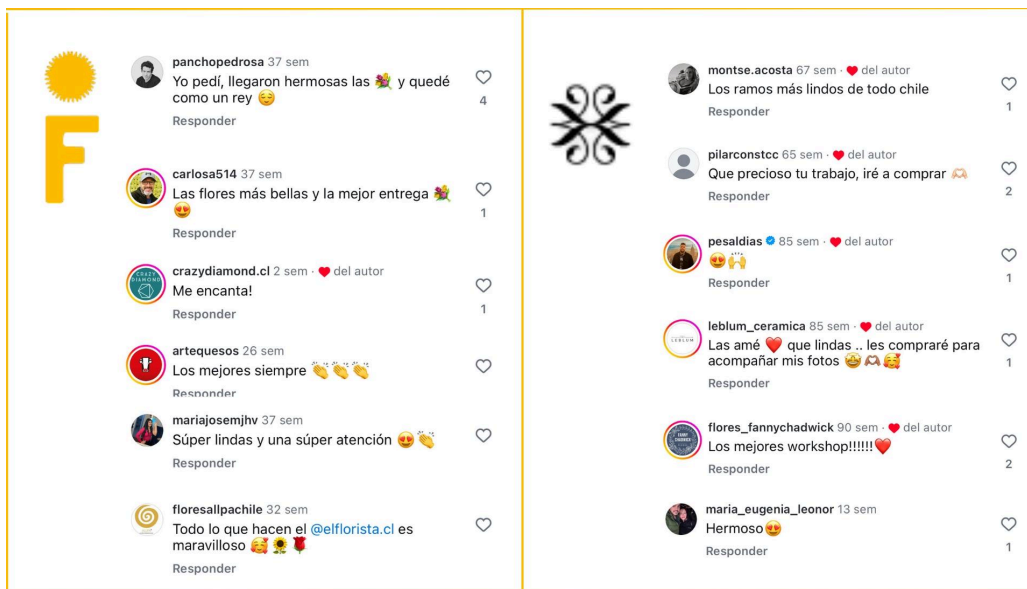 F
panchopedrosa 37 sem
Yo pedí, llegaron hermosas las 💐 y quedé
como un rey 😌
4
Responder
carlosa514 37 sem
Las flores más bellas y la mejor entrega 💐
😍
1
Responder
CRAZY
DIAMOND
crazydiamond.cl 2 sem · ❤️ del autor
Me encanta!
1
Responder
artequesos 26 sem
Los mejores siempre 👏👏👏
Responder
mariajosemjhv 37 sem
Súper lindas y una súper atención 😍👏
Responder
floresallpachile 32 sem
Todo lo que hacen el @elflorista.cl es
maravilloso 🥰🌻🌹
Responder
montse.acosta 67 sem · ❤️ del autor
Los ramos más lindos de todo chile
1
Responder
pilarconstcc 65 sem · ❤️ del autor
Que precioso tu trabajo, iré a comprar 🫶🏻
2
Responder
pesaldias 85 sem · ❤️ del autor
😍🙌
1
Responder
LEBLUM
leblum_ceramica 85 sem · ❤️ del autor
Las amé ❤️ que lindas .. les compraré para
acompañar mis fotos 🤩🫶🏽🥰
1
Responder
FANNY
CHADWICK
flores_fannychadwick 90 sem · ❤️ del autor
Los mejores workshop!!!!!!❤️
2
Responder
maria_eugenia_leonor 13 sem
Hermoso😍
1
Responder